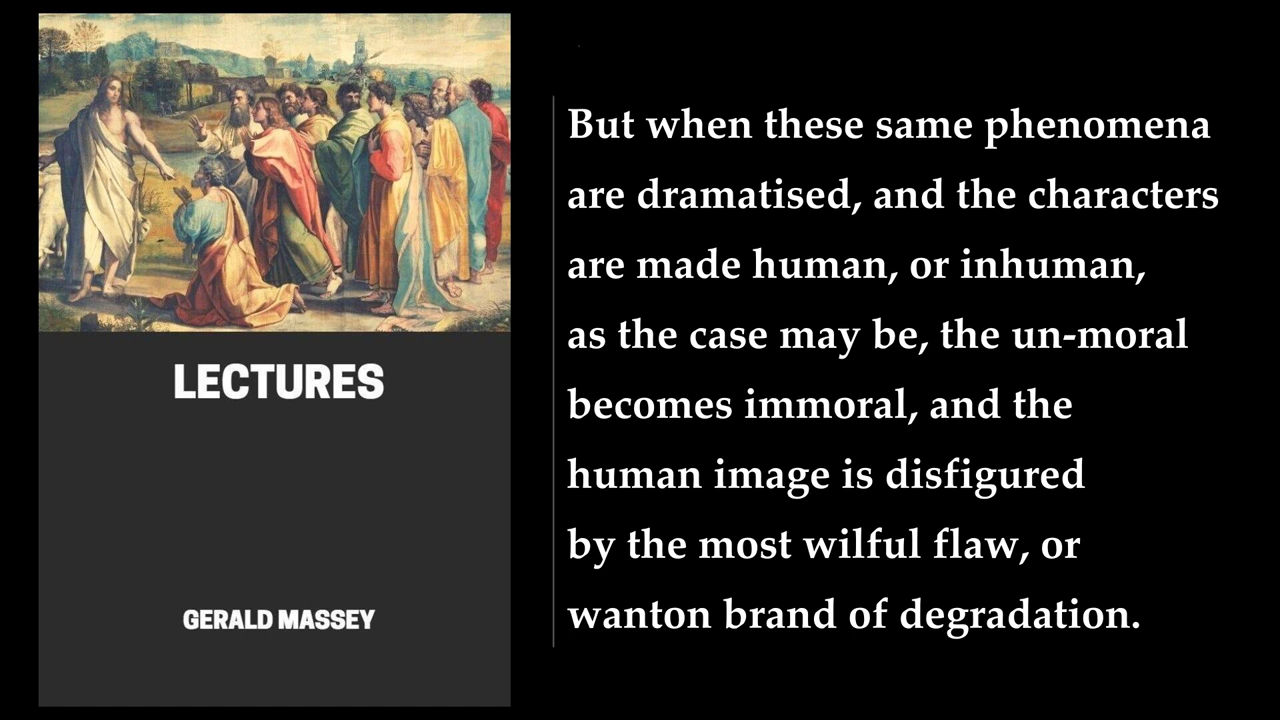 LECTURES
GERALD MASSEY
But when these same phenomena
are dramatised, and the characters
are made human, or inhuman,
as the case may be, the un-moral
becomes immoral, and the
human image is disfigured
by the most wilful flaw, or
wanton brand of degradation.